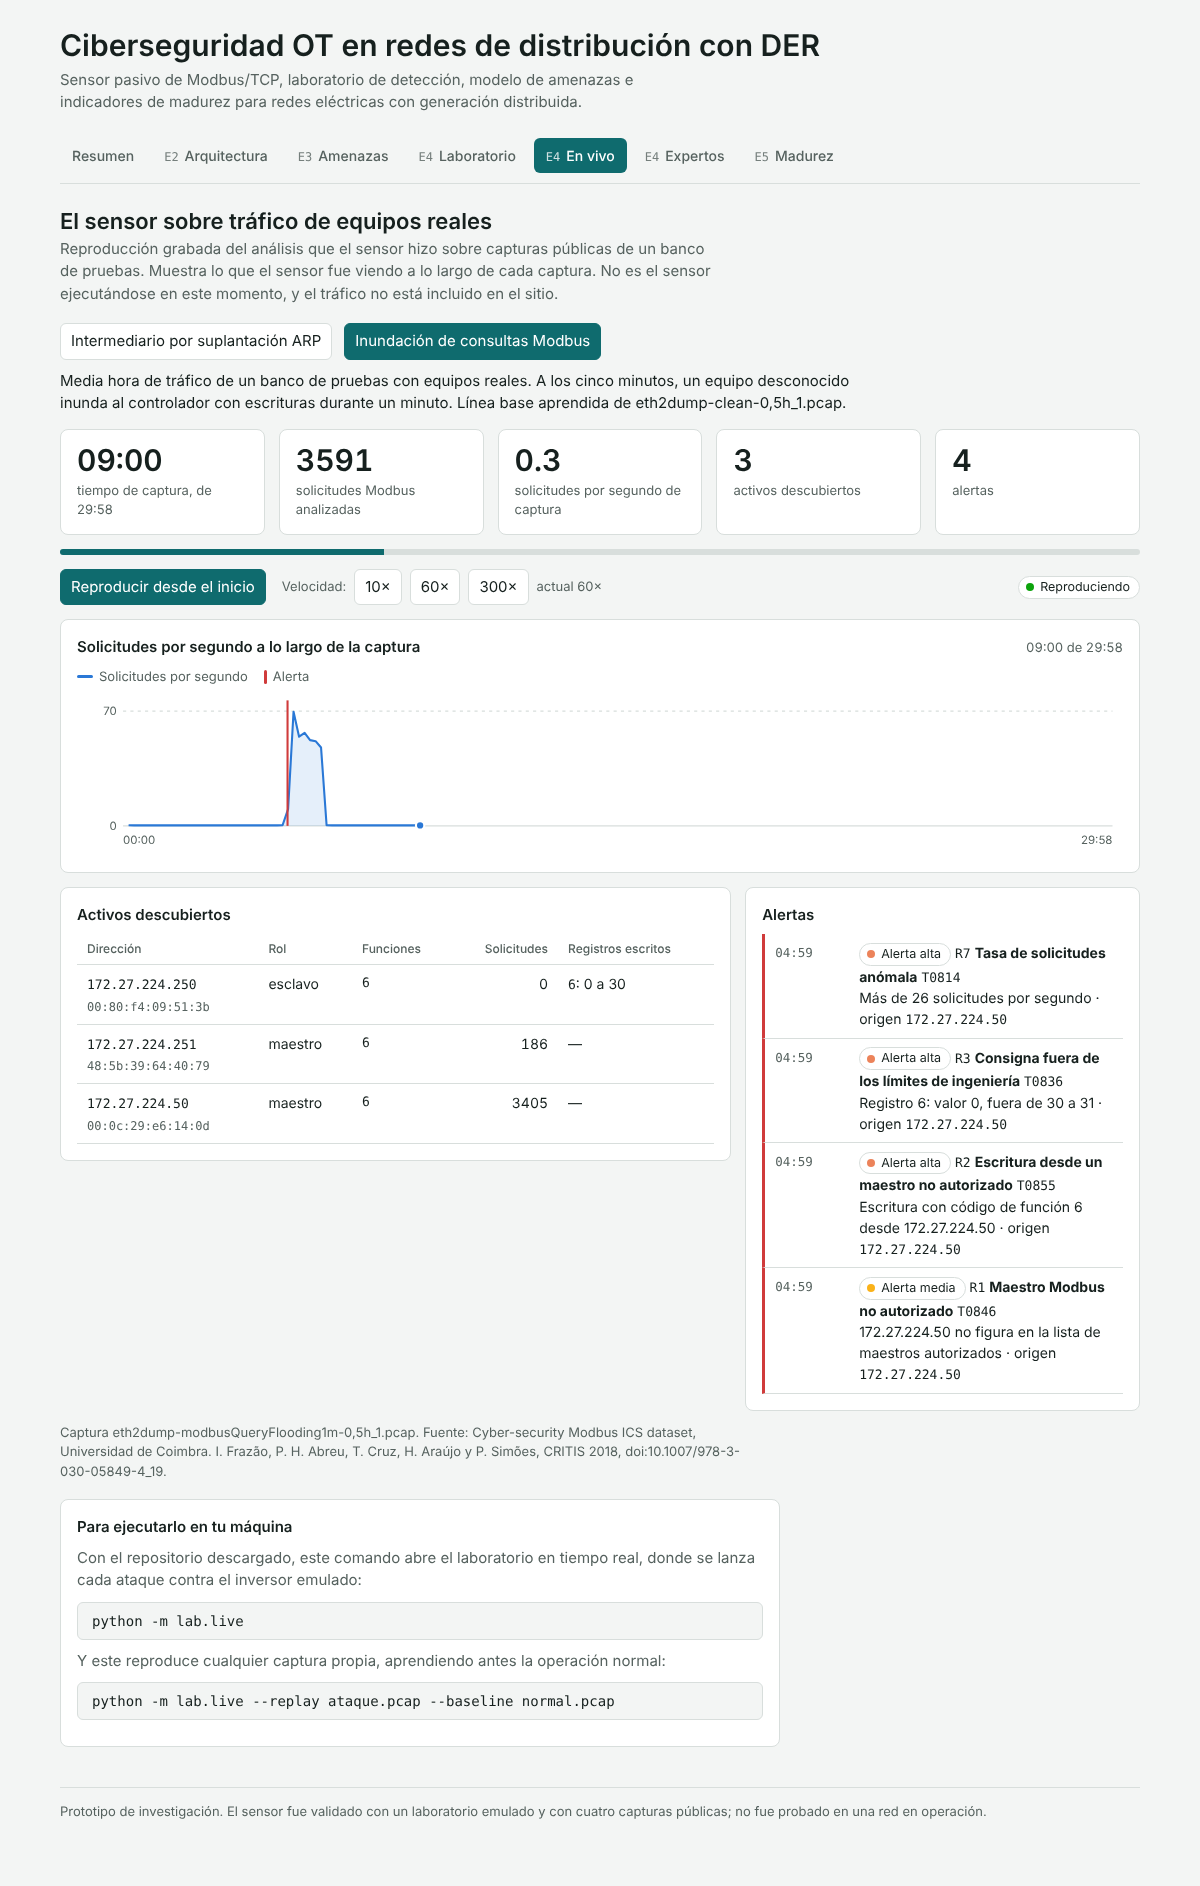 Ciberseguridad OT en redes de distribución con DER
Sensor pasivo de Modbus/TCP, laboratorio de detección, modelo de amenazas e
indicadores de madurez para redes eléctricas con generación distribuida.
Resumen E2 Arquitectura E3 Amenazas E4 Laboratorio E4 En vivo E4 Expertos E5 Madurez
El sensor sobre tráfico de equipos reales
Reproducción grabada del análisis que el sensor hizo sobre capturas públicas de un banco
de pruebas. Muestra lo que el sensor fue viendo a lo largo de cada captura. No es el sensor
ejecutándose en este momento, y el tráfico no está incluido en el sitio.
Intermediario por suplantación ARP Inundación de consultas Modbus
Media hora de tráfico de un banco de pruebas con equipos reales. A los cinco minutos, un equipo desconocido
inunda al controlador con escrituras durante un minuto. Línea base aprendida de eth2dump-clean-0,5h_1.pcap.
09:00
tiempo de captura, de
29:58
3591
solicitudes Modbus
analizadas
0.3
solicitudes por segundo de
captura
3
activos descubiertos
4
alertas
Reproducir desde el inicio Velocidad: 10× 60× 300× actual 60× Reproduciendo
Solicitudes por segundo a lo largo de la captura 09:00 de 29:58
Solicitudes por segundo Alerta
70
0
00:00 29:58
Activos descubiertos
Dirección Rol Funciones Solicitudes Registros escritos
172.27.224.250 esclavo 6 0 6: 0 a 30
00:80:f4:09:51:3b
172.27.224.251 maestro 6 186 —
48:5b:39:64:40:79
172.27.224.50 maestro 6 3405 —
00:0c:29:e6:14:0d
Alertas
04:59 Alerta alta R7 Tasa de solicitudes
anómala T0814
Más de 26 solicitudes por segundo ·
origen 172.27.224.50
04:59 Alerta alta R3 Consigna fuera de
los límites de ingeniería T0836
Registro 6: valor 0, fuera de 30 a 31 ·
origen 172.27.224.50
04:59 Alerta alta R2 Escritura desde un
maestro no autorizado T0855
Escritura con código de función 6
desde 172.27.224.50 · origen
172.27.224.50
04:59 Alerta media R1 Maestro Modbus
no autorizado T0846
172.27.224.50 no figura en la lista de
maestros autorizados · origen
172.27.224.50
Captura eth2dump-modbusQueryFlooding1m-0,5h_1.pcap. Fuente: Cyber-security Modbus ICS dataset,
Universidad de Coimbra. I. Frazão, P. H. Abreu, T. Cruz, H. Araújo y P. Simões, CRITIS 2018, doi:10.1007/978-3-
030-05849-4_19.
Para ejecutarlo en tu máquina
Con el repositorio descargado, este comando abre el laboratorio en tiempo real, donde se lanza
cada ataque contra el inversor emulado:
python -m lab.live
Y este reproduce cualquier captura propia, aprendiendo antes la operación normal:
python -m lab.live --replay ataque.pcap --baseline normal.pcap
Prototipo de investigación. El sensor fue validado con un laboratorio emulado y con cuatro capturas públicas; no fue probado en una red en operación.